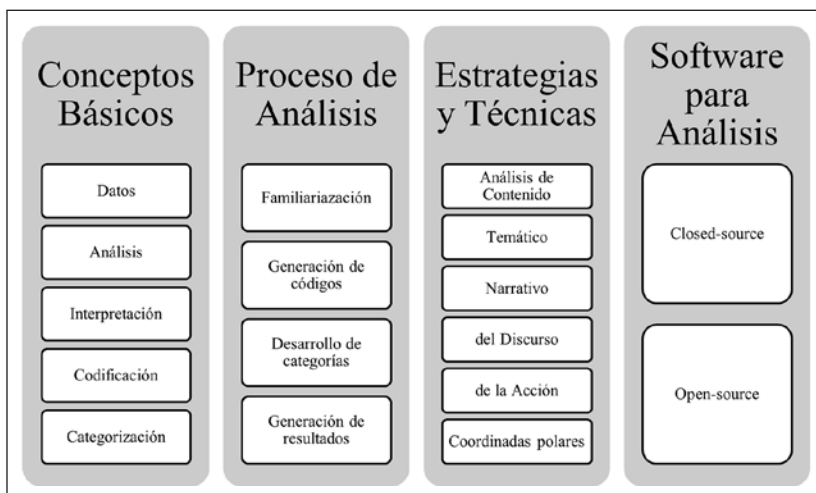 Conceptos
Básicos
Datos
Análisis
Interpretación
Codificación
Categorización
Proceso de
Análisis
Familiariazación
Generación de
códigos
Desarrollo de
categorías
Generación de
resultados
Estrategias
y Técnicas
Análisis de
Contenido
Temático
Narrativo
del Discurso
de la Acción
Coordinadas polares
Software
para
Análisis
Closed-source
Open-source